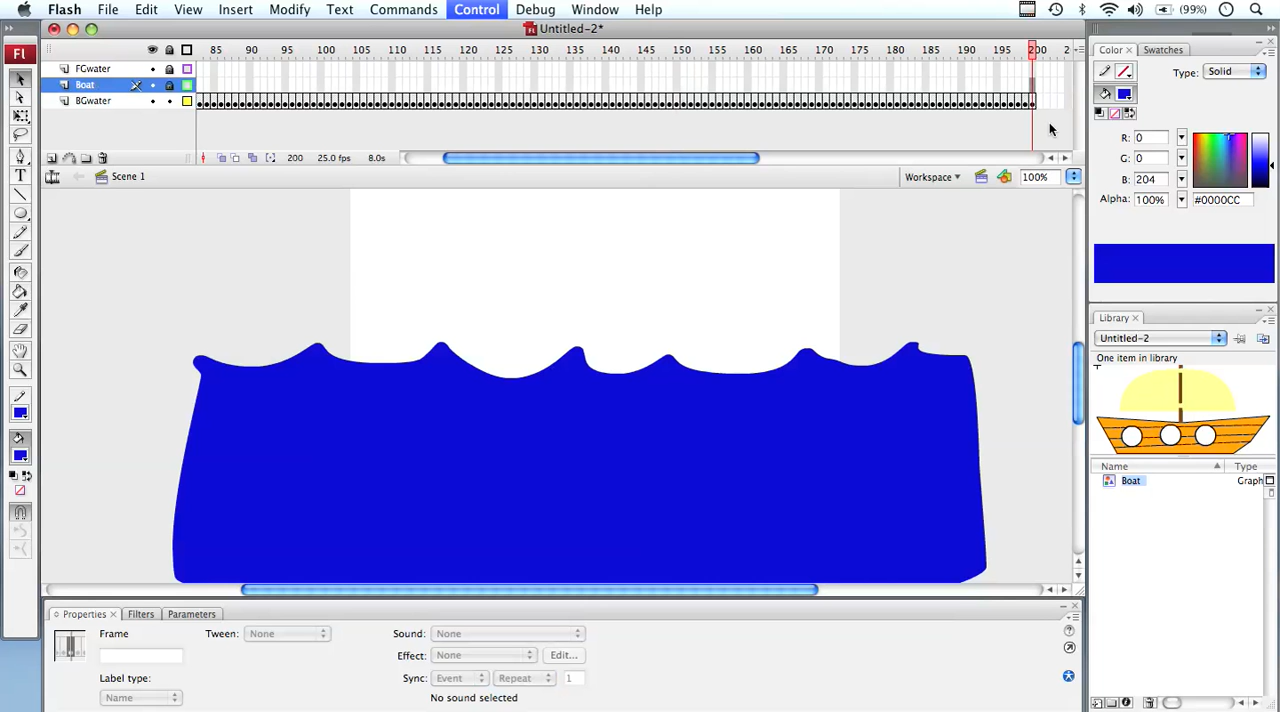 Flash File Edit View Insert Modify Text Commands Control Debug Window Help (99%)
Untitled-2*
Fl
85 90 95 100 105 110 115 120 125 130 135 140 145 150 155 160 165 170 175 180 185 190 195 200 2
FGwater
Boat
BGwater
200 25.0 fps 8.0s
Scene 1
Workspace
100%
Color Swatches
Type: Solid
R: 0
G: 0
B: 204
Alpha: 100% #0000CC
Library
Untitled-2
One item in library
Name Type
Boat Graph
Properties Filters Parameters
Frame
Tween: None
Sound: None
Effect: None Edit...
Label type:
Sync: Event Repeat 1
Name
No sound selected